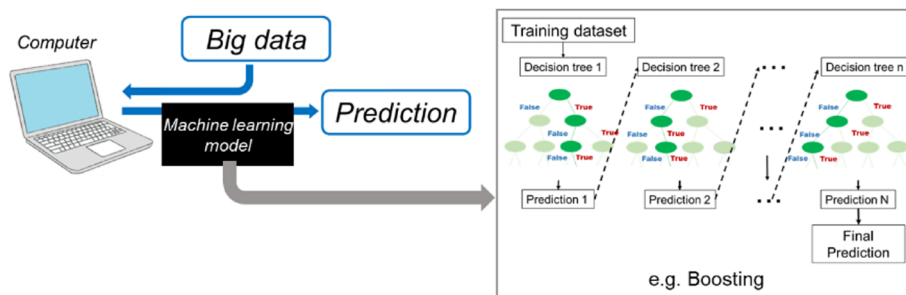 Computer
Big data
Prediction
Machine learning
model
Training dataset
Decision tree 1
Decision tree 2
...
Decision tree n
False
True
False
True
False
True
False
True
False
True
False
True
...
False
True
False
True
False
True
Prediction 1
Prediction 2
...
Prediction N
Final
Prediction
e.g. Boosting